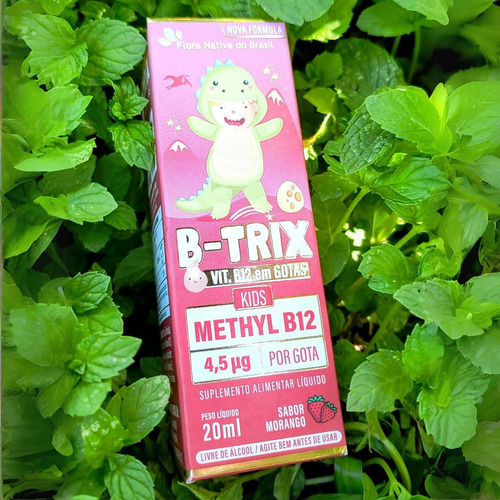 NOVA FÓRMULA
Flora Nativa do Brasil
B-TRIX
VIT. B12 em GOTAS
KIDS
METHYL B12
4,5 µg POR GOTA
SUPLEMENTO ALIMENTAR LÍQUIDO
PESO LÍQUIDO
20ml
SABOR
MORANGO
LIVRE DE ÁLCOOL / AGITE BEM ANTES DE USAR